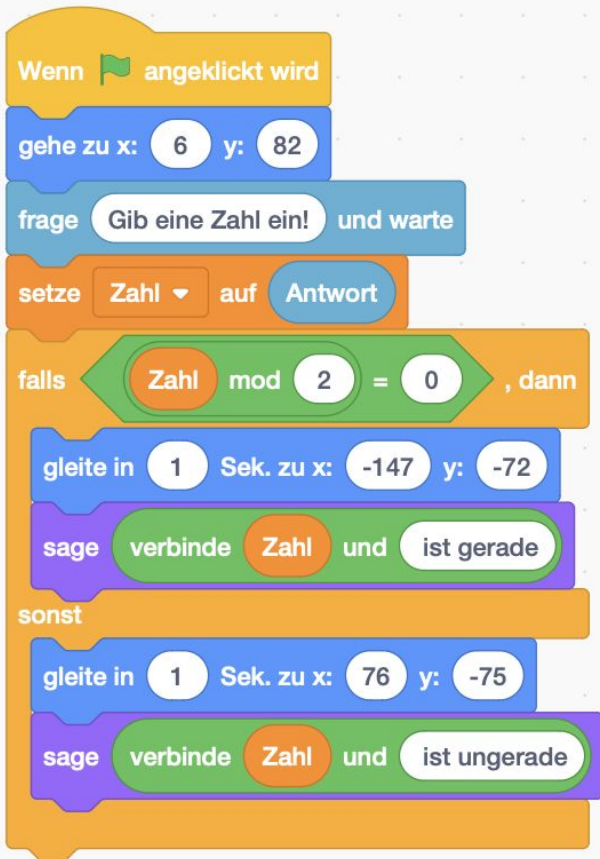 Wenn angeklickt wird
gehe zu x: 6 y: 82
frage Gib eine Zahl ein! und warte
setze Zahl auf Antwort
falls Zahl mod 2 = 0 , dann
gleite in 1 Sek. zu x: -147 y: -72
sage verbinde Zahl und ist gerade
sonst
gleite in 1 Sek. zu x: 76 y: -75
sage verbinde Zahl und ist ungerade